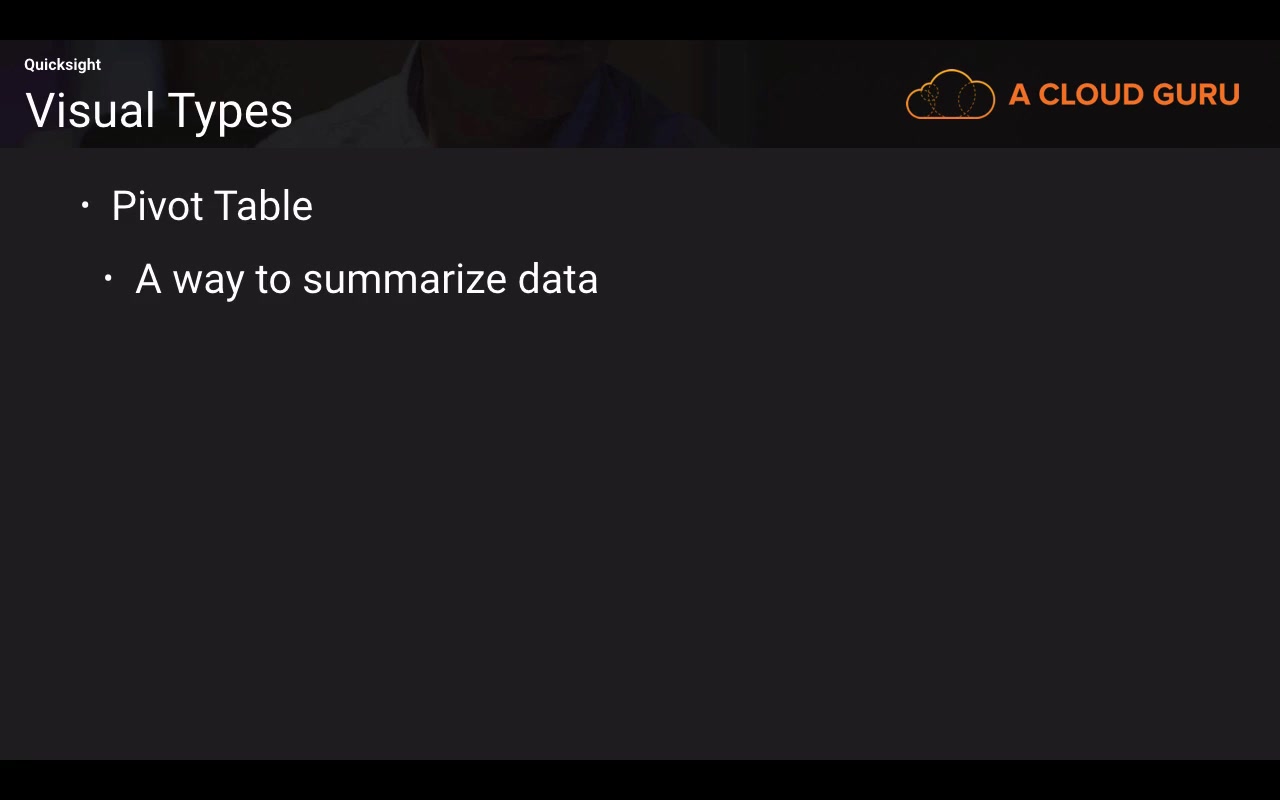 Quicksight
Visual Types
A CLOUD GURU
• Pivot Table
• A way to summarize data